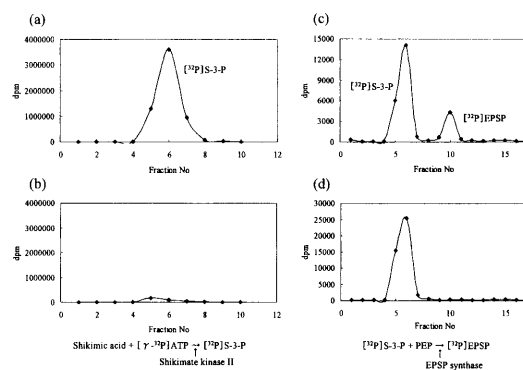 (a)
4000000
3000000
2000000
1000000
0
dpm
[³²P]S-3-P
0 2 4 6 8 10 12
Fraction No
(b)
4000000
3000000
2000000
1000000
0
dpm
0 2 4 6 8 10 12
Fraction No
Shikimic acid + [γ-³²P]ATP → [³²P]S-3-P
↑
Shikimate kinase II
(c)
15000
12000
9000
6000
3000
0
dpm
[³²P]S-3-P
[³²P]EPSP
0 5 10 15
Fraction No
(d)
30000
25000
20000
15000
10000
5000
0
dpm
0 5 10 15
Fraction No
[³²P]S-3-P + PEP → [³²P]EPSP
↑
EPSP synthase